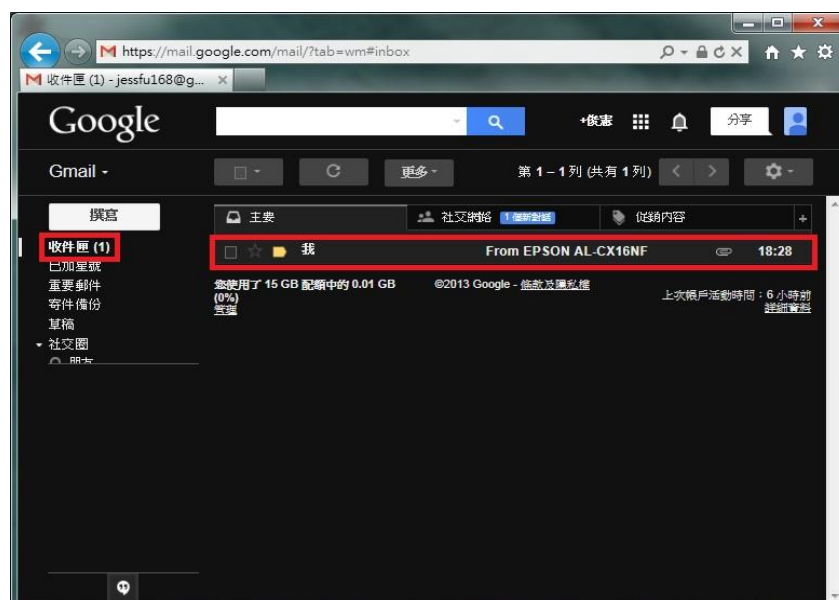 https://mail.google.com/mail/?tab=wm#inbox
收件匣 (1) - jessfu168@g...
Google
+俊憲
分享
Gmail
更多
第 1 – 1 列 (共有 1 列)
撰寫
主要
社交網絡 1 個新對話
促銷內容
+
收件匣 (1)
我 From EPSON AL-CX16NF 18:28
已加星號
重要郵件
寄件備份
草稿
社交圈
朋友
您使用了 15 GB 配額中的 0.01 GB
(0%)
管理
©2013 Google - 條款及隱私權
上次帳戶活動時間：6 小時前
詳細資料